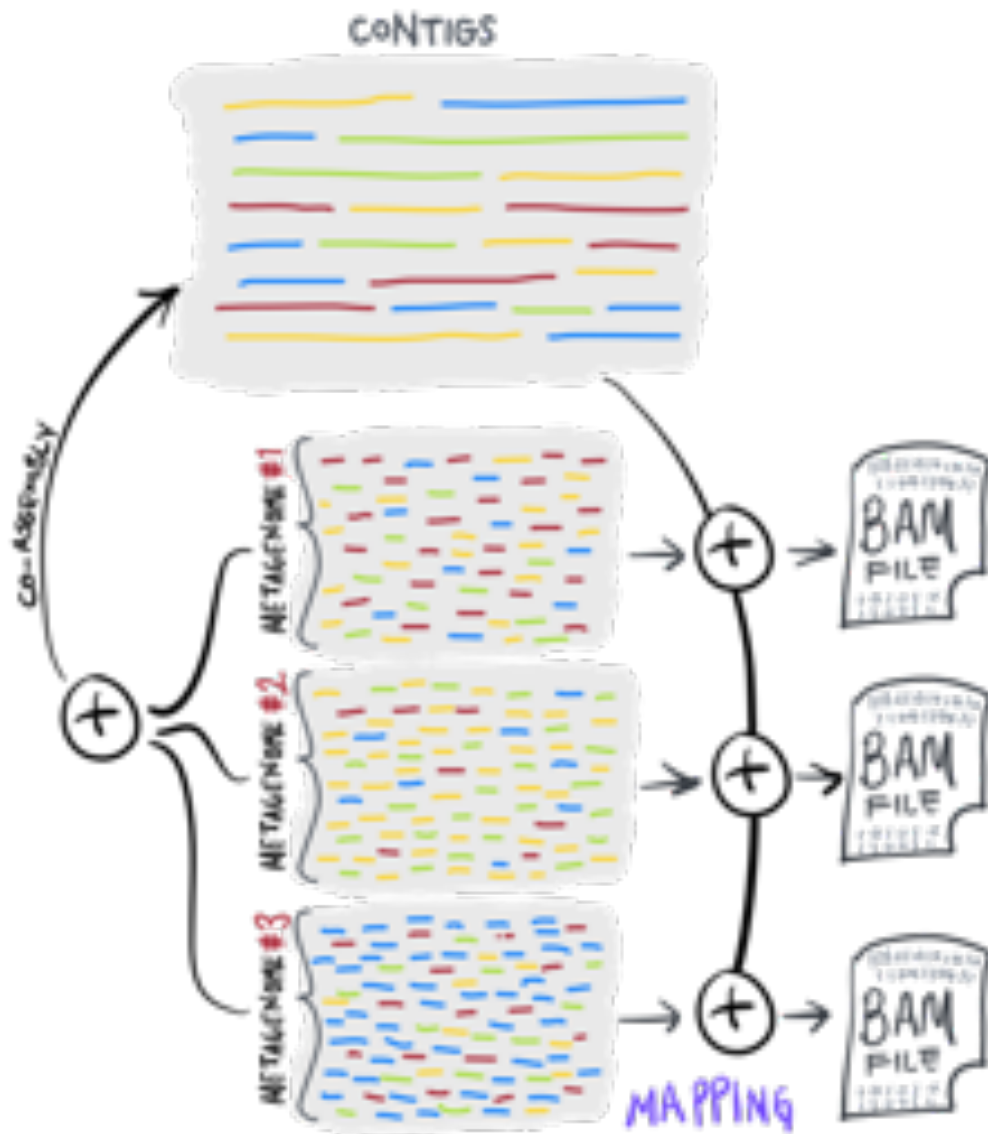 CONTIGS
CO-ASSEMBLY
METAGENOME #1
BAM
FILE
METAGENOME #2
BAM
FILE
METAGENOME #3
BAM
FILE
MAPPING